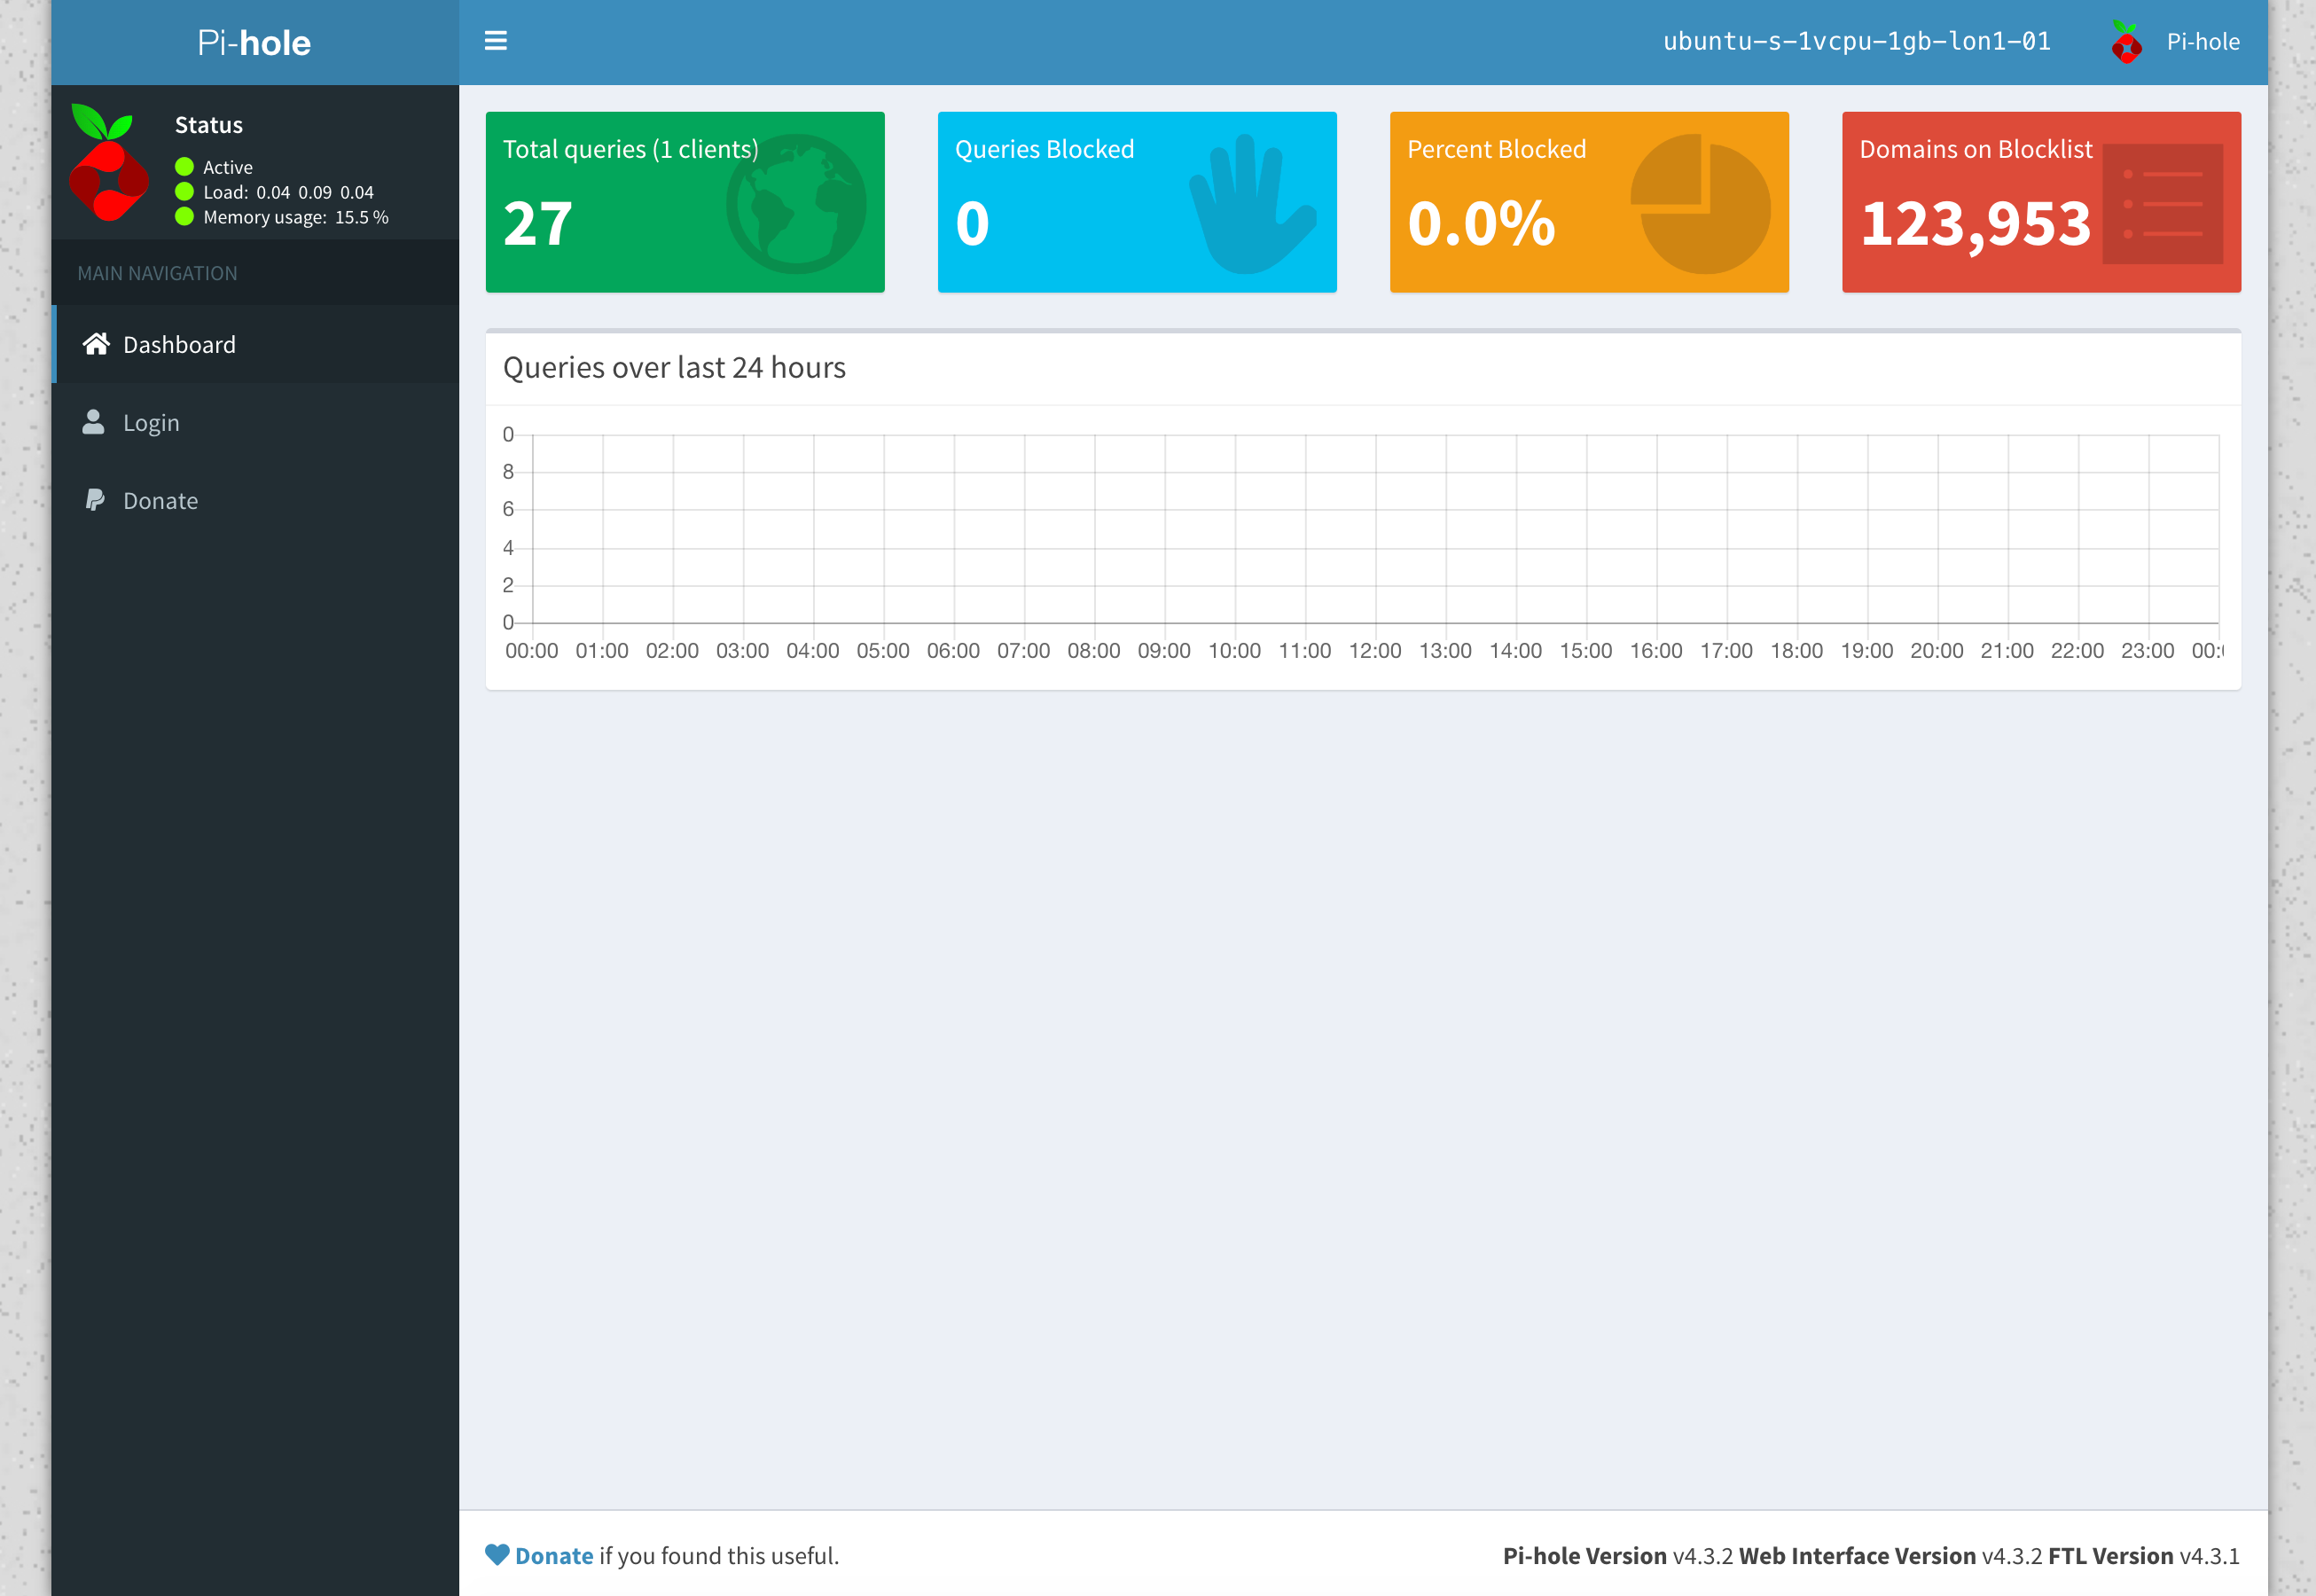 Pi-hole
ubuntu-s-1vcpu-1gb-lon1-01
Pi-hole
Status
Active
Load: 0.04 0.09 0.04
Memory usage: 15.5 %
MAIN NAVIGATION
Dashboard
Login
Donate
Total queries (1 clients)
27
Queries Blocked
0
Percent Blocked
0.0%
Domains on Blocklist
123,953
Queries over last 24 hours
0
8
6
4
2
0
00:00 01:00 02:00 03:00 04:00 05:00 06:00 07:00 08:00 09:00 10:00 11:00 12:00 13:00 14:00 15:00 16:00 17:00 18:00 19:00 20:00 21:00 22:00 23:00 00:
Donate if you found this useful.
Pi-hole Version v4.3.2 Web Interface Version v4.3.2 FTL Version v4.3.1